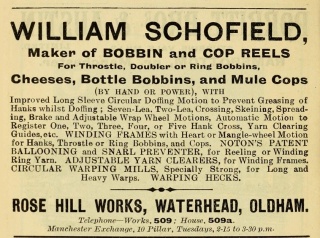 WILLIAM SCHOFIELD,
Maker of BOBBIN and COP REELS
For Throstle, Doubler or Ring Bobbins,
Cheeses, Bottle Bobbins, and Mule Cops
(BY HAND OR POWER), WITH
Improved Long Sleeve Circular Doffing Motion to Prevent Greasing of
Hanks whilst Doffing; Seven-Lea, Two-Lea, Crossing, Skeining, Spread-
ing, Brake and Adjustable Wrap Wheel Motions, Automatic Motion to
Register One, Two, Three, Four, or Five Hank Cross, Yarn Clearing
Guides, etc. WINDING FRAMES with Heart or Mangle-wheel Motion
for Hanks, Throstle or Ring Bobbins, and Cops. NOTON'S PATENT
BALLOONING and SNARL PREVENTER, for Reeling or Winding
Ring Yarn. ADJUSTABLE YARN CLEARERS, for Winding Frames.
CIRCULAR WARPING MILLS, Specially Strong, for Long and
Heavy Warps. WARPING HECKS.
ROSE HILL WORKS, WATERHEAD, OLDHAM.
Telephone—Works, 509; House, 509a.
Manchester Exchange, 10 Pillar, Tuesdays, 2-15 to 3-30 p.m.